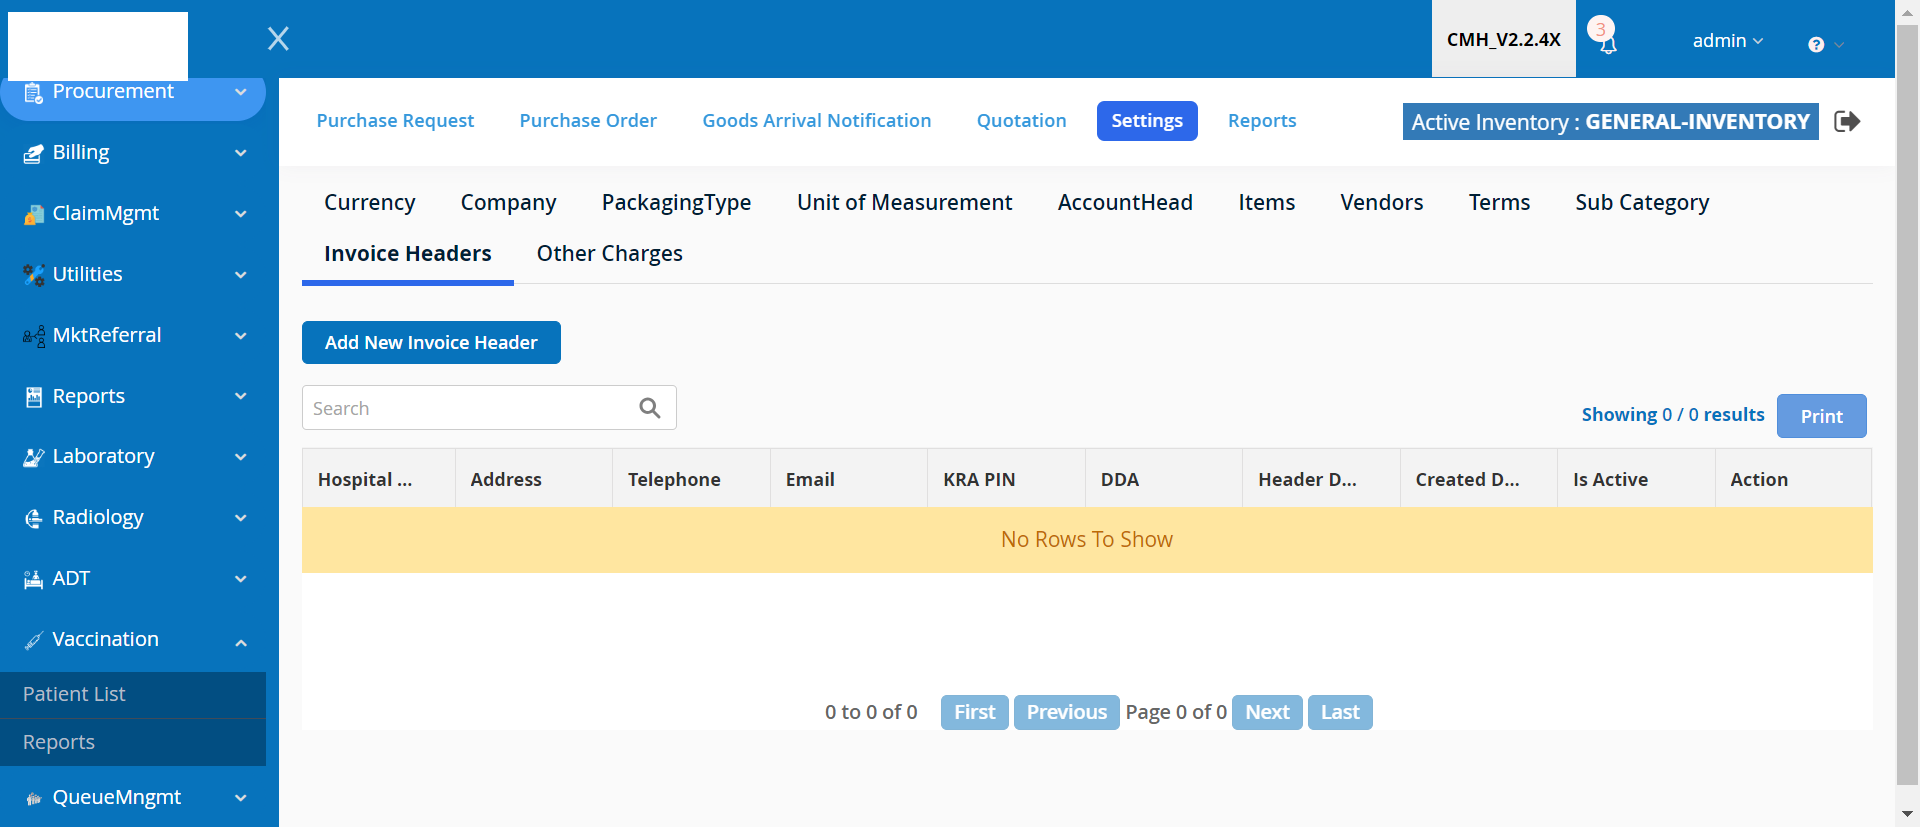 CMH_V2.2.4X
3
admin
?
Procurement
Billing
ClaimMgmt
Utilities
MktReferral
Reports
Laboratory
Radiology
ADT
Vaccination
Patient List
Reports
QueueMngmt
Purchase Request Purchase Order Goods Arrival Notification Quotation Settings Reports
Active Inventory : GENERAL-INVENTORY
Currency Company PackagingType Unit of Measurement AccountHead Items Vendors Terms Sub Category
Invoice Headers Other Charges
Add New Invoice Header
Search
Showing 0 / 0 results Print
Hospital ... Address Telephone Email KRA PIN DDA Header D... Created D... Is Active Action
No Rows To Show
0 to 0 of 0 First Previous Page 0 of 0 Next Last